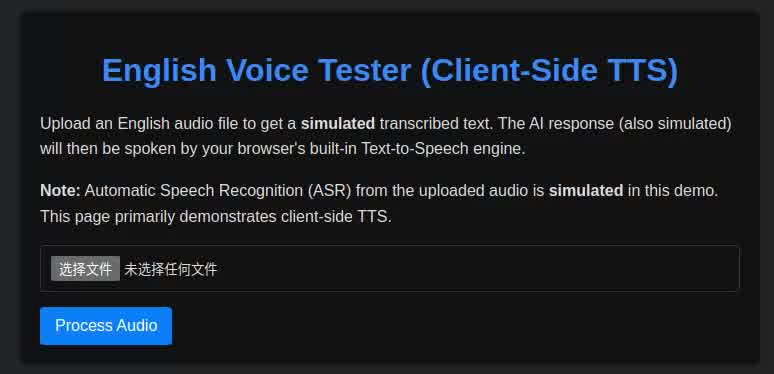 English Voice Tester (Client-Side TTS)
Upload an English audio file to get a simulated transcribed text. The AI response (also simulated)
will then be spoken by your browser's built-in Text-to-Speech engine.
Note: Automatic Speech Recognition (ASR) from the uploaded audio is simulated in this demo.
This page primarily demonstrates client-side TTS.
选择文件 未选择任何文件
Process Audio